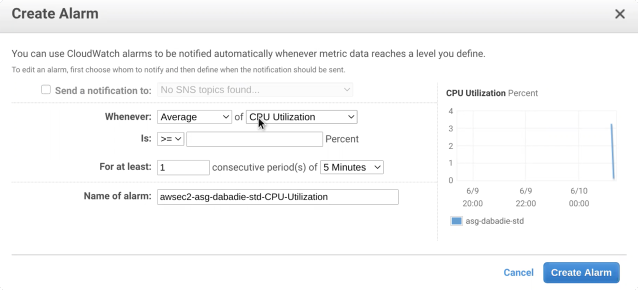 Create Alarm
You can use CloudWatch alarms to be notified automatically whenever metric data reaches a level you define.
To edit an alarm, first choose whom to notify and then define when the notification should be sent.
Send a notification to: No SNS topics found...
Whenever: Average of CPU Utilization
Is: >= Percent
For at least: 1 consecutive period(s) of 5 Minutes
Name of alarm: awsec2-asg-dabadie-std-CPU-Utilization
CPU Utilization Percent
4
3
2
1
0
6/9 6/9 6/10
20:00 22:00 00:00
asg-dabadie-std
Cancel Create Alarm